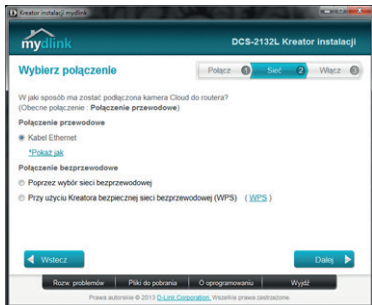 Kreator instalacji mydlink
mydlink
DCS-2132L Kreator instalacji
Wybierz połączenie
Połącz 1 Sieć 2 Włącz 3
W jaki sposób ma zostać podłączona kamera Cloud do routera?
(Obecne połączenie : Połączenie przewodowe)
Połączenie przewodowe
Kabel Ethernet
*Pokaż jak
Połączenie bezprzewodowe
Poprzez wybór sieci bezprzewodowej
Przy użyciu Kreatora bezpiecznej sieci bezprzewodowej (WPS) ( WPS )
Wstecz Dalej
Rozw. problemów Pliki do pobrania O oprogramowaniu Wyjdź
Prawa autorskie © 2013 D-Link Corporation, Wszelkie prawa zastrzeżone.